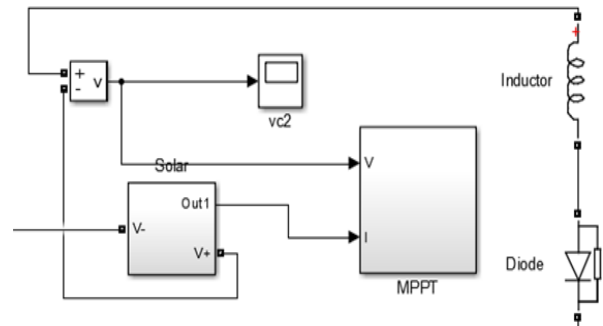 +
+
v
-
Inductor
vc2
Solar
V
Out1
V-
I
V+
Diode
MPPT